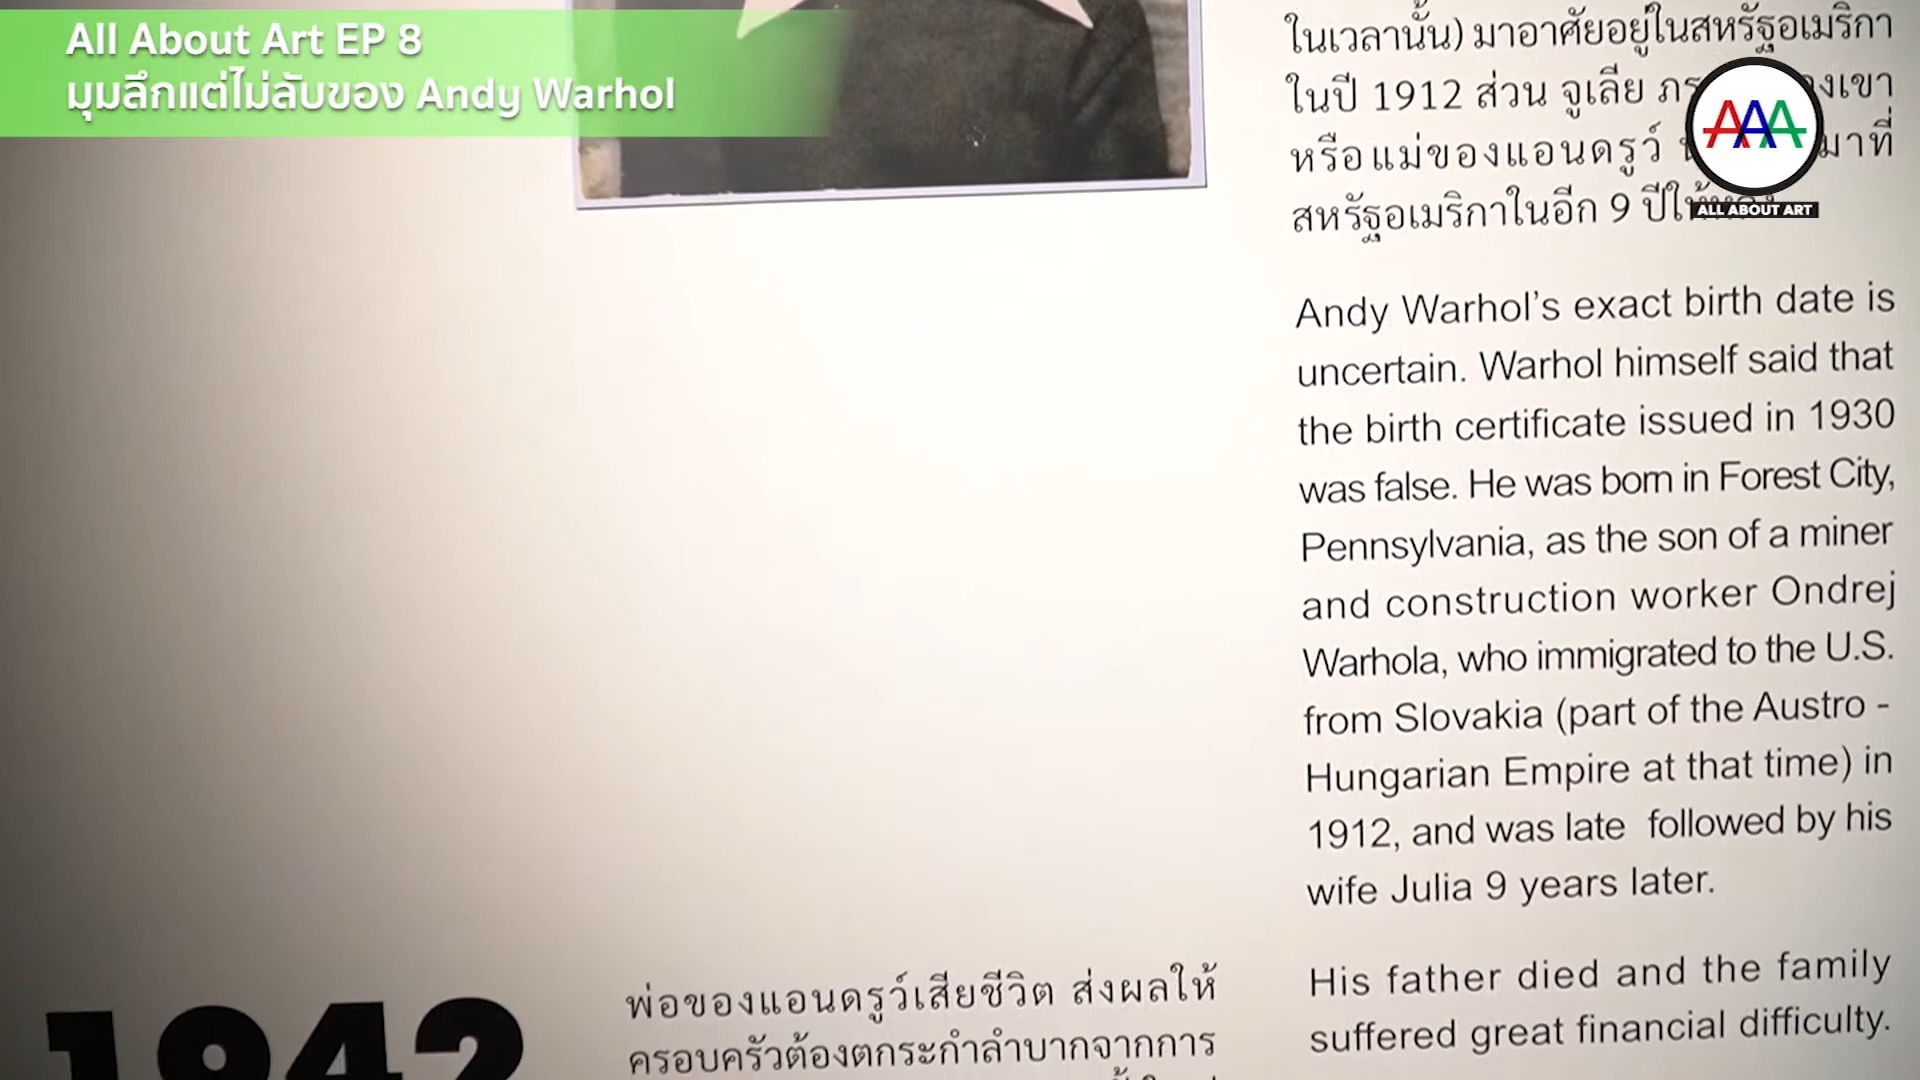 All About Art EP 8
มุมลึกแต่ไม่ลับของ Andy Warhol
ในเวลานั้น) มาอาศัยอยู่ในสหรัฐอเมริกา
ในปี 1912 ส่วน จูเลีย
หรือแม่ของแอนดรูว์ มาที่
สหรัฐอเมริกาในอีก 9 ปี
AAA
ALL ABOUT ART
Andy Warhol’s exact birth date is
uncertain. Warhol himself said that
the birth certificate issued in 1930
was false. He was born in Forest City,
Pennsylvania, as the son of a miner
and construction worker Ondrej
Warhola, who immigrated to the U.S.
from Slovakia (part of the Austro -
Hungarian Empire at that time) in
1912, and was late followed by his
wife Julia 9 years later.
1942
พ่อของแอนดรูว์เสียชีวิต ส่งผลให้
ครอบครัวต้องตกระกำลำบากจากการ
His father died and the family
suffered great financial difficulty.